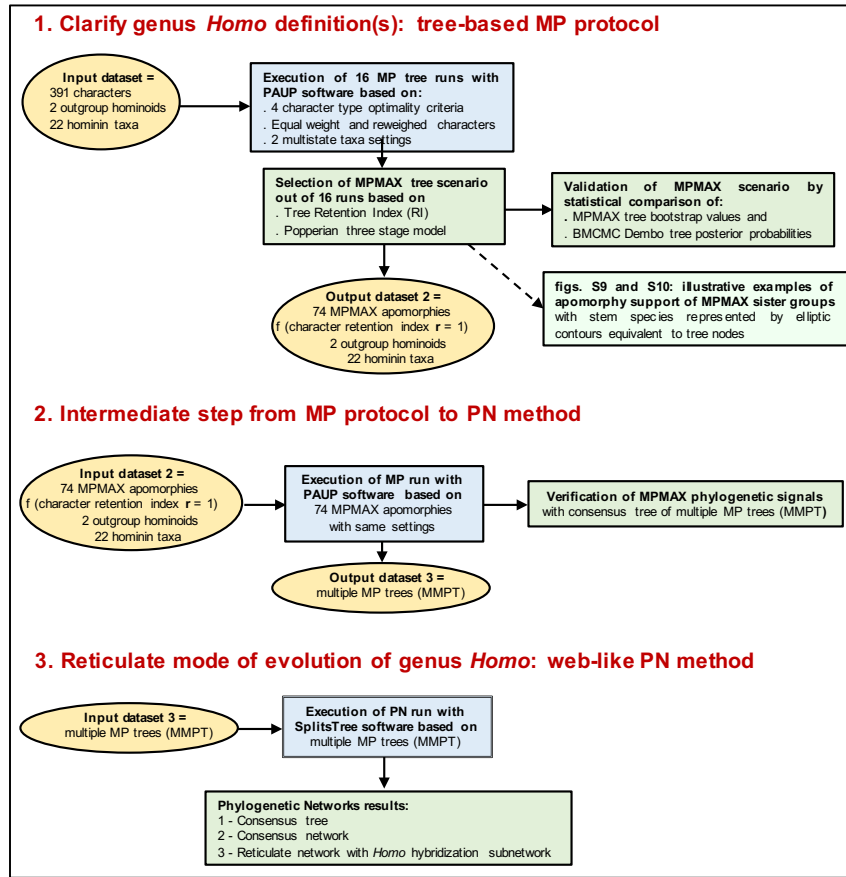 1. Clarify genus Homo definition(s): tree-based MP protocol
Input dataset =
391 characters
2 outgroup hominoids
22 hominin taxa
Execution of 16 MP tree runs with
PAUP software based on:
. 4 character type optimality criteria
. Equal weight and reweighed characters
. 2 multistate taxa settings
Selection of MPMAX tree scenario
out of 16 runs based on
. Tree Retention Index (RI)
. Popperian three stage model
Validation of MPMAX scenario by
statistical comparison of:
. MPMAX tree bootstrap values and
. BMCMC Dembo tree posterior probabilities
Output dataset 2 =
74 MPMAX apomorphies
f (character retention index r = 1)
2 outgroup hominoids
22 hominin taxa
figs. S9 and S10: illustrative examples of
apomorphy support of MPMAX sister groups
with stem species represented by elliptic
contours equivalent to tree nodes
2. Intermediate step from MP protocol to PN method
Input dataset 2 =
74 MPMAX apomorphies
f (character retention index r = 1)
2 outgroup hominoids
22 hominin taxa
Execution of MP run with
PAUP software based on
74 MPMAX apomorphies
with same settings
Verification of MPMAX phylogenetic signals
with consensus tree of multiple MP trees (MMPT)
Output dataset 3 =
multiple MP trees (MMPT)
3. Reticulate mode of evolution of genus Homo: web-like PN method
Input dataset 3 =
multiple MP trees (MMPT)
Execution of PN run with
SplitsTree software based on
multiple MP trees (MMPT)
Phylogenetic Networks results:
1 - Consensus tree
2 - Consensus network
3 - Reticulate network with Homo hybridization subnetwork